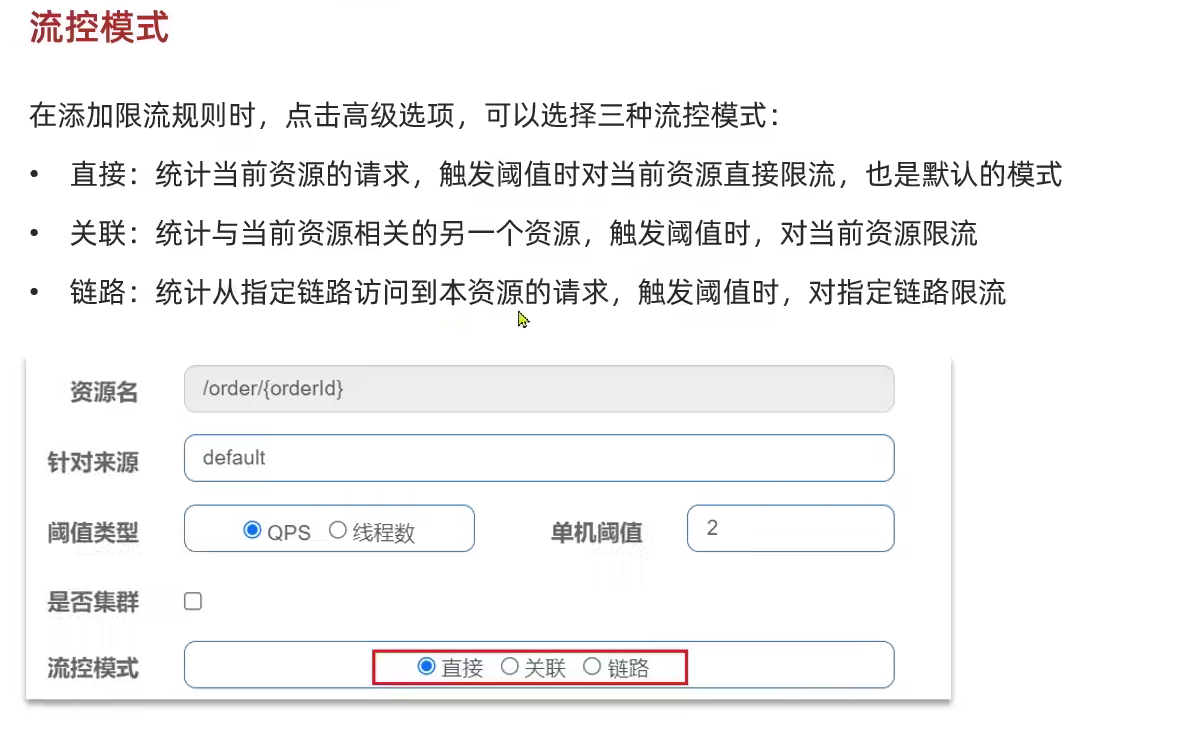 流控模式
在添加限流规则时，点击高级选项，可以选择三种流控模式：
• 直接：统计当前资源的请求，触发阈值时对当前资源直接限流，也是默认的模式
• 关联：统计与当前资源相关的另一个资源，触发阈值时，对当前资源限流
• 链路：统计从指定链路访问到本资源的请求，触发阈值时，对指定链路限流
资源名 /order/{orderId}
针对来源 default
阈值类型 QPS 线程数 单机阈值 2
是否集群
流控模式 直接 关联 链路